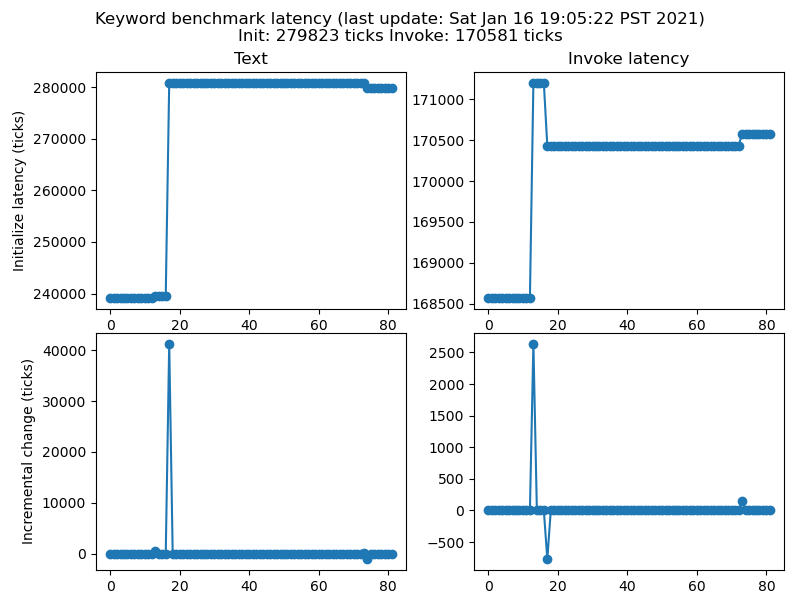 Keyword benchmark latency (last update: Sat Jan 16 19:05:22 PST 2021)
Init: 279823 ticks Invoke: 170581 ticks
Text
Initialize latency (ticks)
280000
270000
260000
250000
240000
0 20 40 60 80
Invoke latency
171000
170500
170000
169500
169000
168500
0 20 40 60 80
Incremental change (ticks)
40000
30000
20000
10000
0
0 20 40 60 80
2500
2000
1500
1000
500
0
−500
0 20 40 60 80